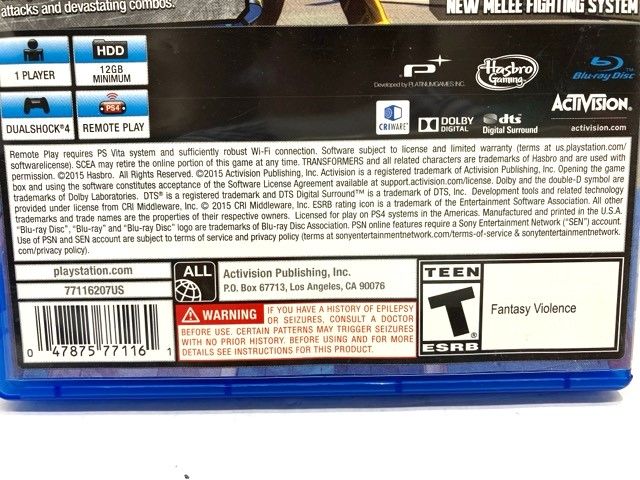 attacks and devastating combos.
NEW MELEE FIGHTING SYSTEM
1 PLAYER
HDD
12GB
MINIMUM
DUALSHOCK®4
PS4
REMOTE PLAY
Developed by PLATINUMGAMES INC.
Hasbro
Gaming
Blu-ray Disc
CRIWARE
DOLBY
DIGITAL
dts
Digital Surround
ACTIVISION
activision.com
Remote Play requires PS Vita system and sufficiently robust Wi-Fi connection. Software subject to license and limited warranty (terms at us.playstation.com/
softwarelicense). SCEA may retire the online portion of this game at any time. TRANSFORMERS and all related characters are trademarks of Hasbro and are used with
permission. ©2015 Hasbro. All Rights Reserved. ©2015 Activision Publishing, Inc. Activision is a registered trademark of Activision Publishing, Inc. Opening the game
box and using the software constitutes acceptance of the Software License Agreement available at support.activision.com/license. Dolby and the double-D symbol are
trademarks of Dolby Laboratories. DTS® is a registered trademark and DTS Digital Surround™ is a trademark of DTS, Inc. Development tools and related technology
provided under license from CRI Middleware, Inc. © 2015 CRI Middleware, Inc. ESRB rating icon is a trademark of the Entertainment Software Association. All other
trademarks and trade names are the properties of their respective owners. Licensed for play on PS4 systems in the Americas. Manufactured and printed in the U.S.A.
“Blu-ray Disc”, “Blu-ray” and “Blu-ray Disc” logo are trademarks of Blu-ray Disc Association. PSN online features require a Sony Entertainment Network (“SEN”) account.
Use of PSN and SEN account are subject to terms of service and privacy policy (terms at sonyentertainmentnetwork.com/terms-of-service & sonyentertainmentnetwork.
com/privacy-policy).
playstation.com
77116207US
ALL
Activision Publishing, Inc.
P.O. Box 67713, Los Angeles, CA 90076
WARNING IF YOU HAVE A HISTORY OF EPILEPSY
OR SEIZURES, CONSULT A DOCTOR
BEFORE USE. CERTAIN PATTERNS MAY TRIGGER SEIZURES
WITH NO PRIOR HISTORY. BEFORE USING AND FOR MORE
DETAILS SEE INSTRUCTIONS FOR THIS PRODUCT.
0 47875 77116 1
TEEN
T
ESRB
Fantasy Violence